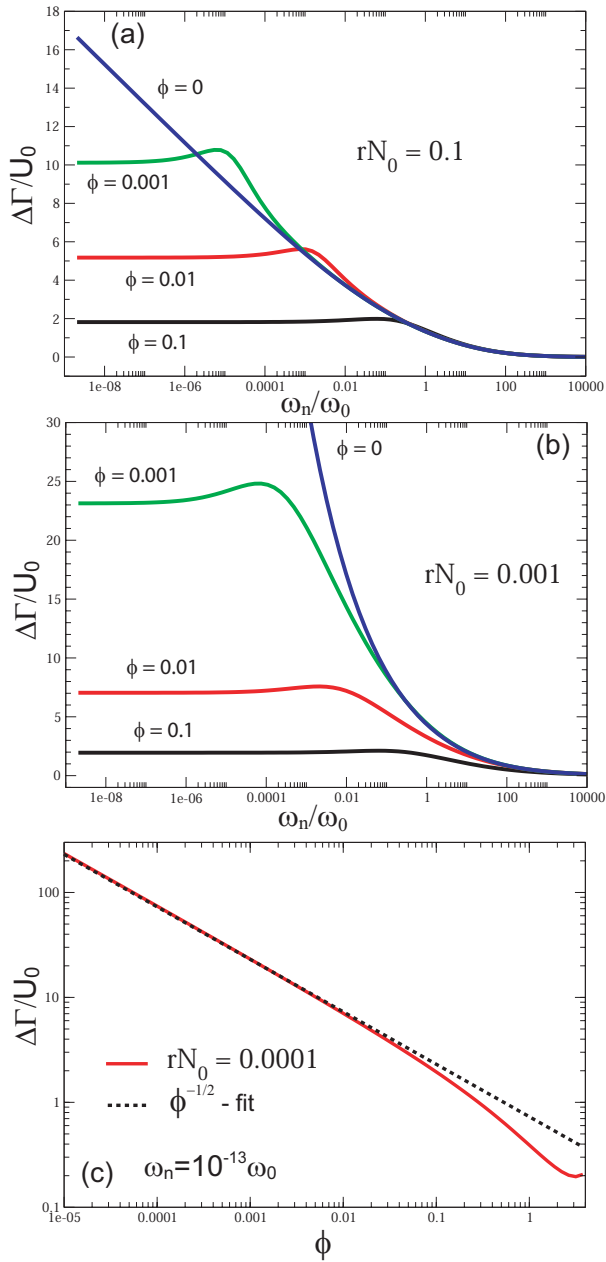 (a)
18
16
14
12
10
8
6
4
2
0
ΔΓ/U₀
ϕ = 0
rN₀ = 0.1
ϕ = 0.001
ϕ = 0.01
ϕ = 0.1
1e-08 1e-06 0.0001 0.01 1 100 10000
ωₙ/ω₀
(b)
30
25
20
15
10
5
0
ΔΓ/U₀
ϕ = 0
ϕ = 0.001
rN₀ = 0.001
ϕ = 0.01
ϕ = 0.1
1e-08 1e-06 0.0001 0.01 1 100 10000
ωₙ/ω₀
100
10
1
0.1
ΔΓ/U₀
rN₀ = 0.0001
ϕ⁻¹/² - fit
(c) ωₙ=10⁻¹³ω₀
1e-05 0.0001 0.001 0.01 0.1 1
ϕ